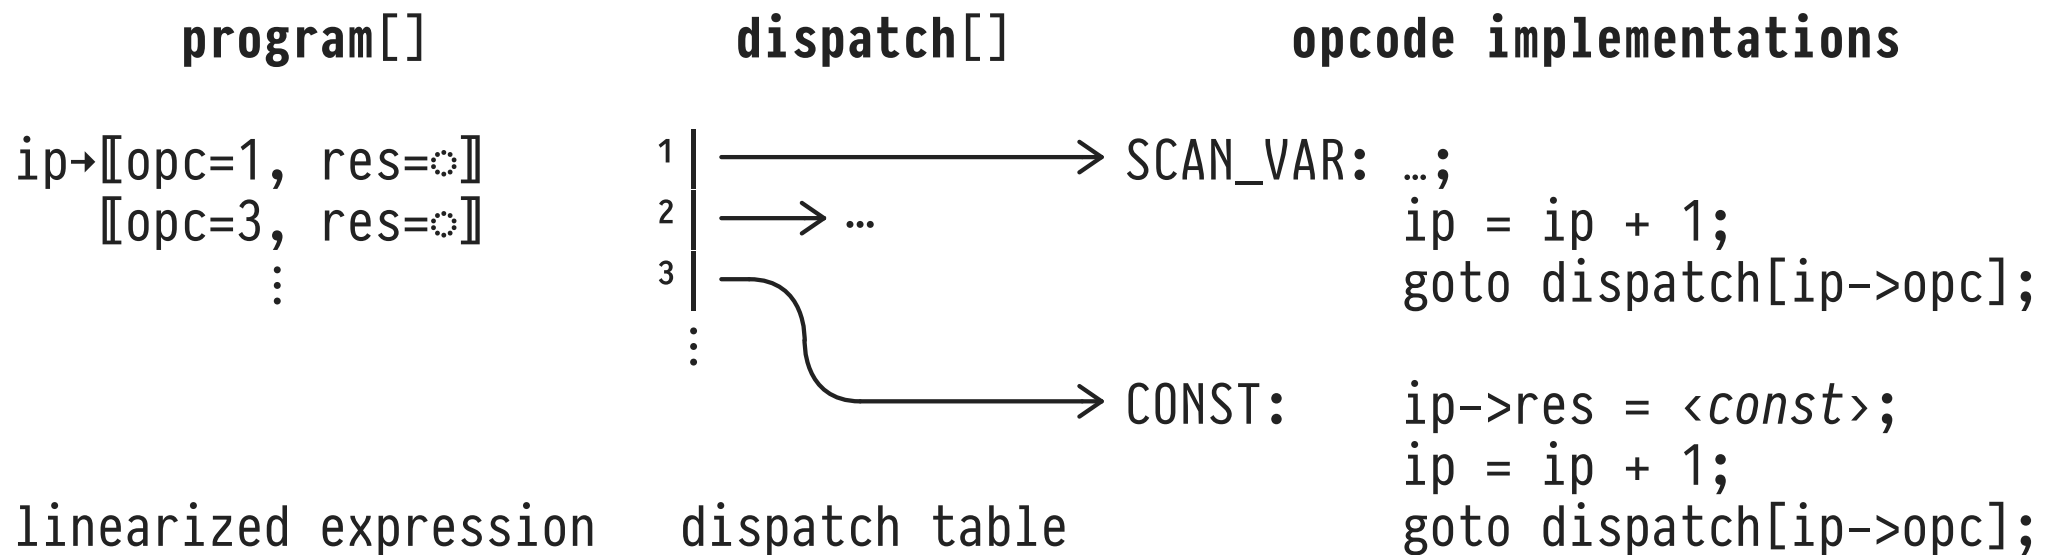 program[] dispatch[] opcode implementations
ip→⟦opc=1, res=◌⟧ 1 SCAN_VAR: …;
⟦opc=3, res=◌⟧ 2 … ip = ip + 1;
⋮ 3 goto dispatch[ip->opc];
⋮
CONST: ip->res = ‹const›;
ip = ip + 1;
linearized expression dispatch table goto dispatch[ip->opc];